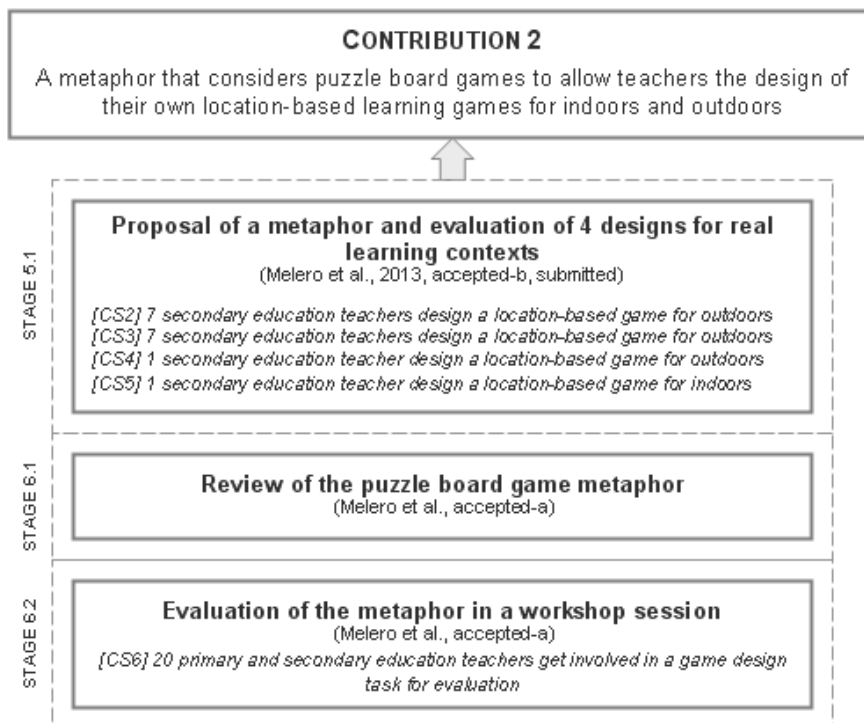 CONTRIBUTION 2
A metaphor that considers puzzle board games to allow teachers the design of
their own location-based learning games for indoors and outdoors
STAGE 5.1
Proposal of a metaphor and evaluation of 4 designs for real
learning contexts
(Melero et al., 2013, accepted-b, submitted)
[CS2] 7 secondary education teachers design a location-based game for outdoors
[CS3] 7 secondary education teachers design a location-based game for outdoors
[CS4] 1 secondary education teacher design a location-based game for outdoors
[CS5] 1 secondary education teacher design a location-based game for indoors
STAGE 6.1
Review of the puzzle board game metaphor
(Melero et al., accepted-a)
STAGE 6.2
Evaluation of the metaphor in a workshop session
(Melero et al., accepted-a)
[CS6] 20 primary and secondary education teachers get involved in a game design
task for evaluation